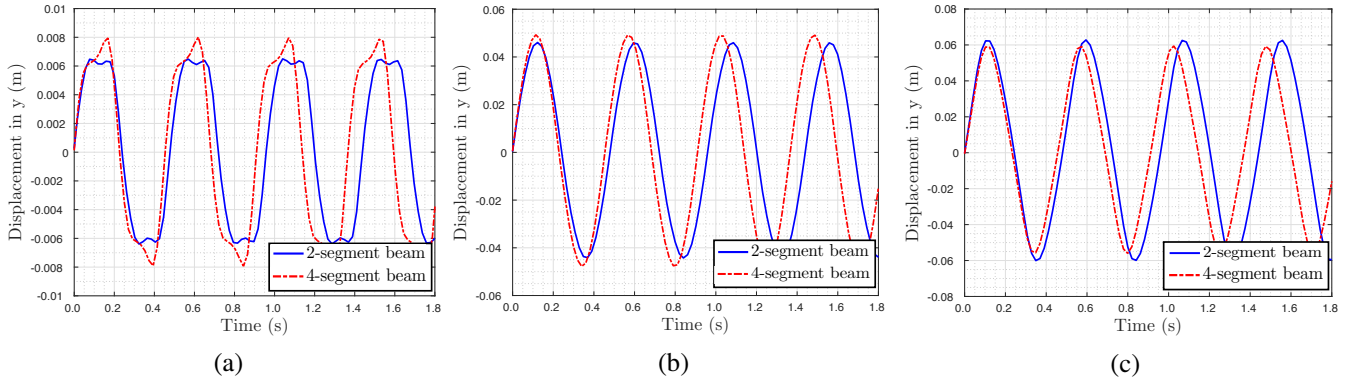 0.01
0.008
0.006
0.004
0.002
0
-0.002
-0.004
-0.006
-0.008
-0.01
Displacement in y (m)
0.0 0.2 0.4 0.6 0.8 1.0 1.2 1.4 1.6 1.8
Time (s)
2-segment beam
4-segment beam
(a)
0.06
0.04
0.02
0
-0.02
-0.04
-0.06
Displacement in y (m)
0.0 0.2 0.4 0.6 0.8 1.0 1.2 1.4 1.6 1.8
Time (s)
2-segment beam
4-segment beam
(b)
0.08
0.06
0.04
0.02
0
-0.02
-0.04
-0.06
-0.08
Displacement in y (m)
0.0 0.2 0.4 0.6 0.8 1.0 1.2 1.4 1.6 1.8
Time (s)
2-segment beam
4-segment beam
(c)